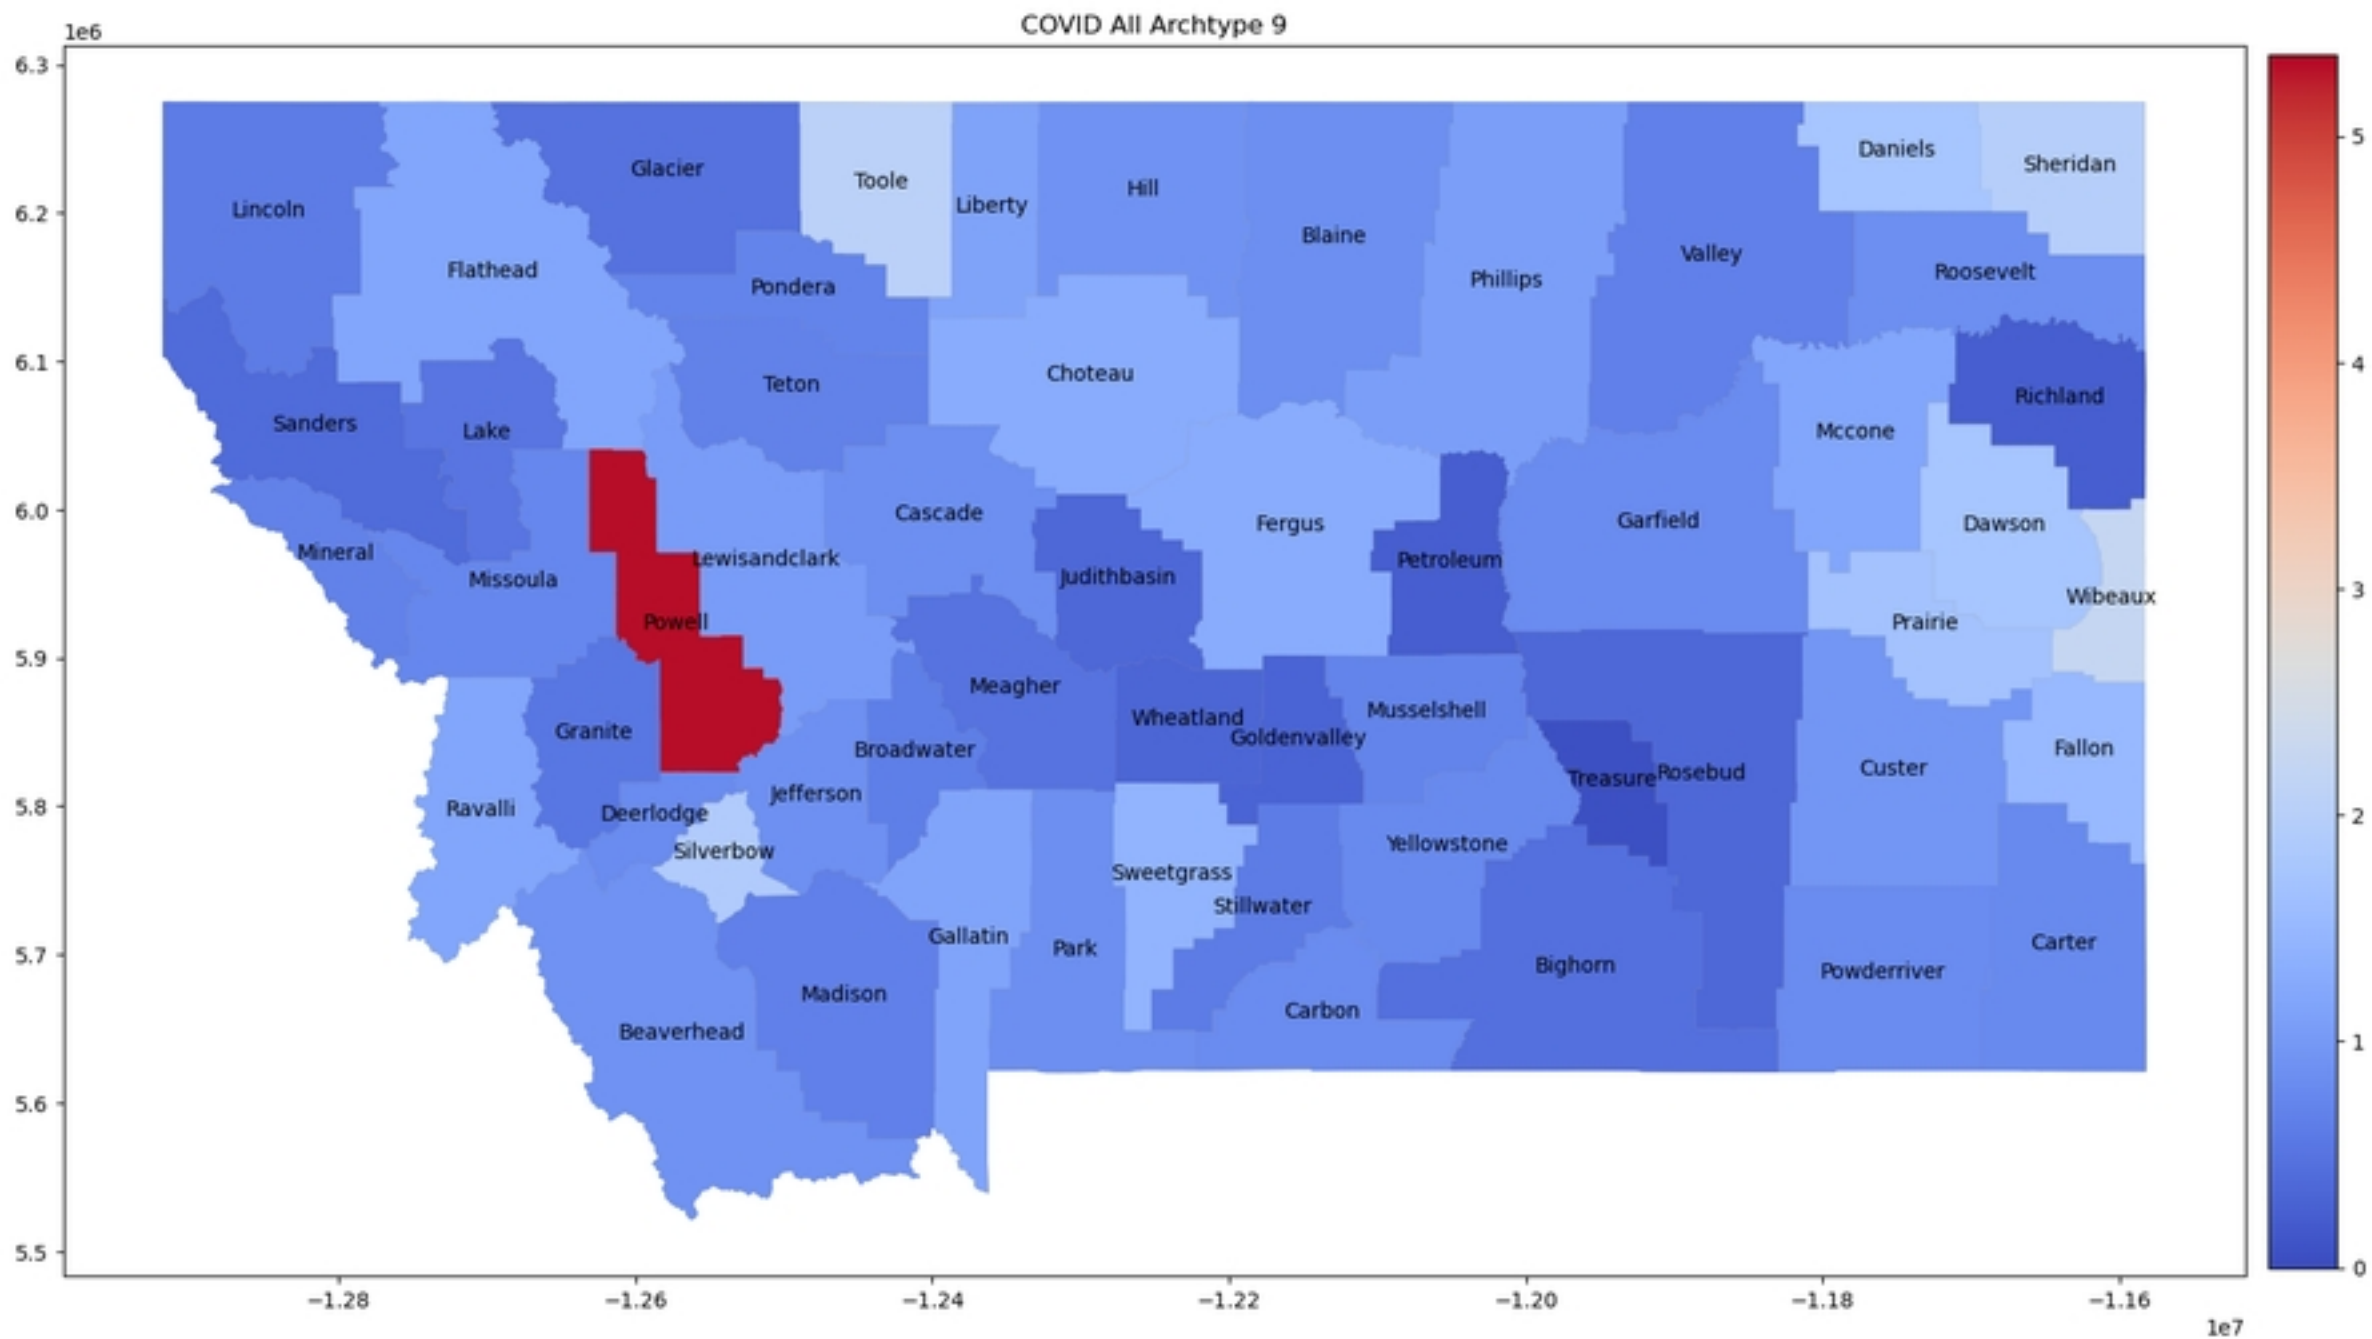 COVID All Archtype 9
1e6
6.3
6.2
6.1
6.0
5.9
5.8
5.7
5.6
5.5
Glacier
Toole
Liberty
Hill
Daniels
Sheridan
Lincoln
Blaine
Valley
Flathead
Pondera
Phillips
Roosevelt
Teton
Choteau
Richland
Sanders
Lake
Mccone
Cascade
Fergus
Garfield
Dawson
Mineral
Missoula
Lewisandclark
Judithbasin
Petroleum
Wibeaux
Powell
Prairie
Meagher
Granite
Wheatland
Goldenvalley
Musselshell
Broadwater
Fallon
Ravalli
Deerlodge
Jefferson
Treasure
Rosebud
Custer
Silverbow
Sweetgrass
Yellowstone
Stillwater
Gallatin
Park
Carter
Madison
Bighorn
Powderriver
Beaverhead
Carbon
−1.28
−1.26
−1.24
−1.22
−1.20
−1.18
−1.16
1e7
5
4
3
2
1
0